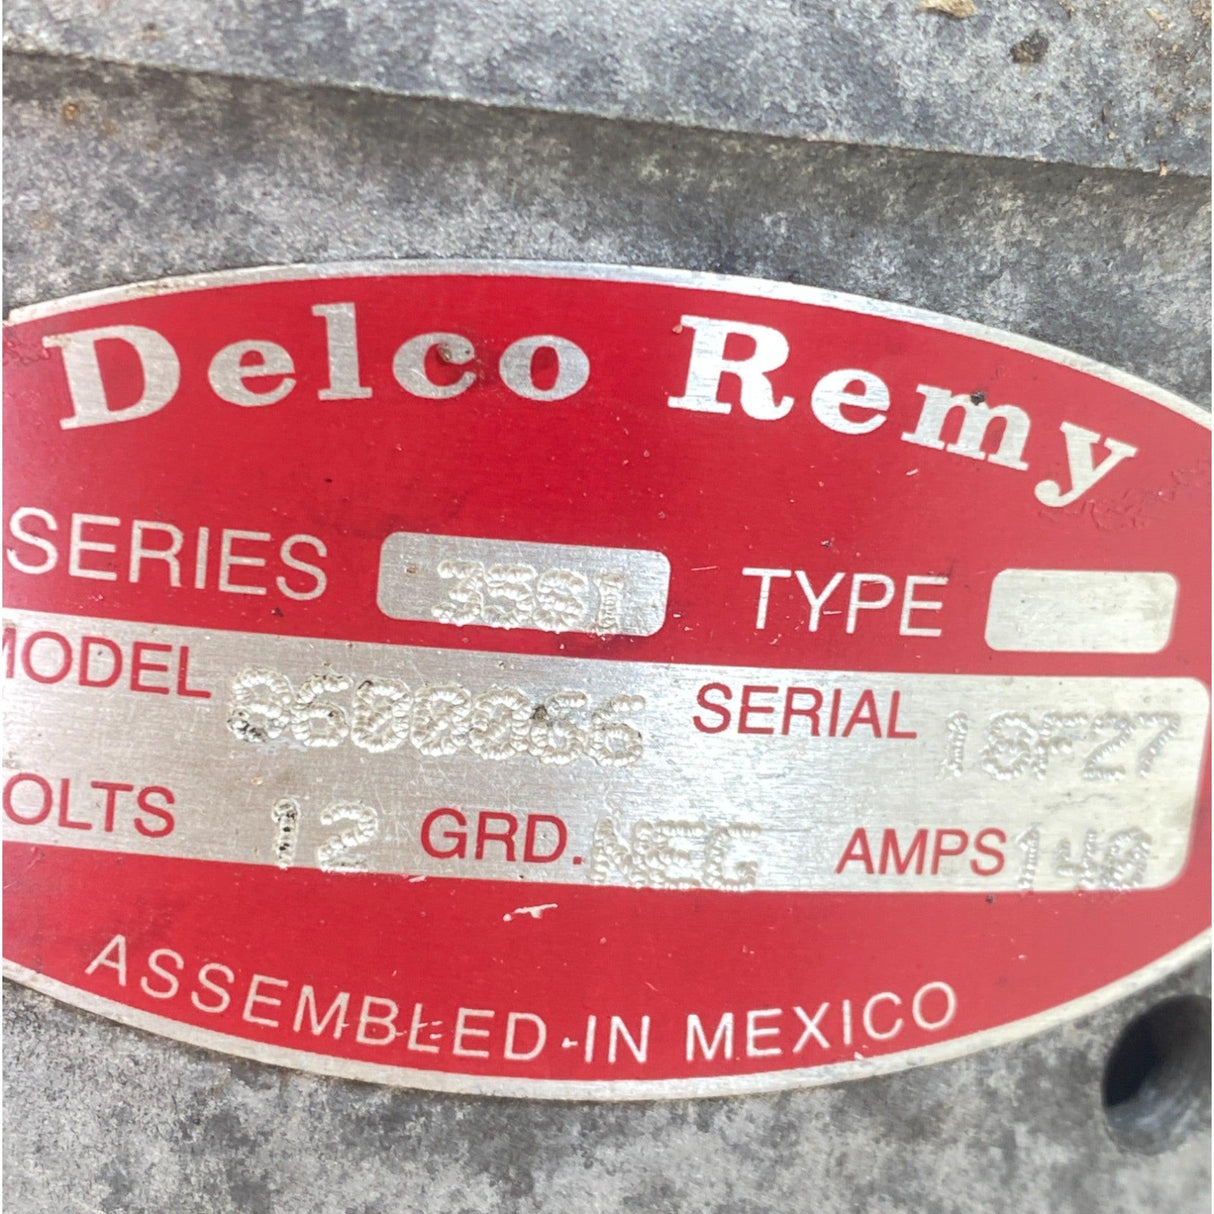 Delco Remy
SERIES 35SI TYPE
MODEL 8600066 SERIAL 18F27
OLTS 12 GRD. NEG AMPS 140
ASSEMBLED IN MEXICO